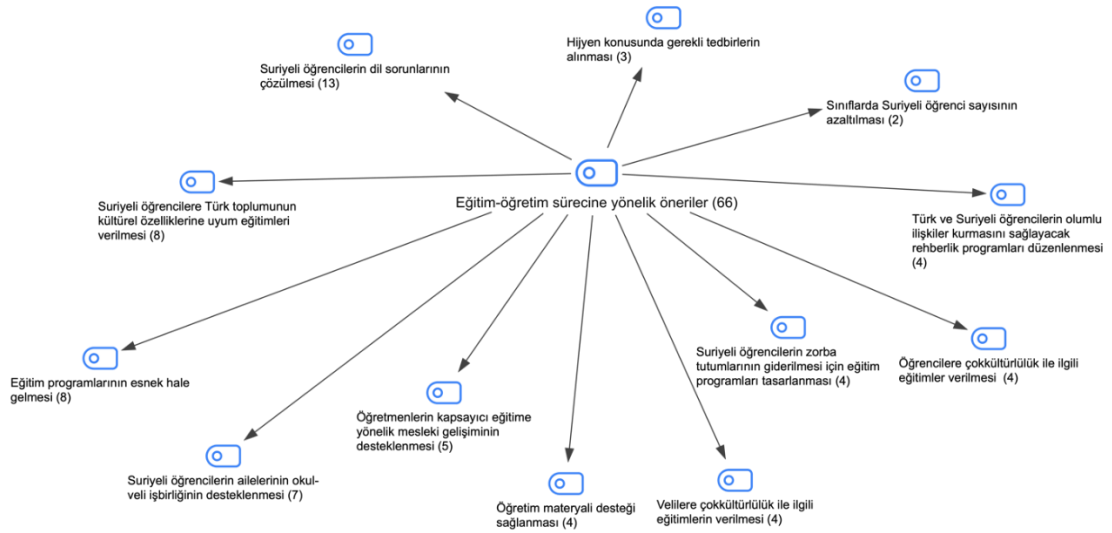 Hijyen konusunda gerekli tedbirlerin
alınması (3)
Suriyeli öğrencilerin dil sorunlarının
çözülmesi (13)
Sınıflarda Suriyeli öğrenci sayısının
azaltılması (2)
Eğitim-öğretim sürecine yönelik öneriler (66)
Suriyeli öğrencilere Türk toplumunun
kültürel özelliklerine uyum eğitimleri
verilmesi (8)
Türk ve Suriyeli öğrencilerin olumlu
ilişkiler kurmasını sağlayacak
rehberlik programları düzenlenmesi
(4)
Eğitim programlarının esnek hale
gelmesi (8)
Suriyeli öğrencilerin zorba
tutumlarının giderilmesi için eğitim
programları tasarlanması (4)
Öğrencilere çokkültürlülük ile ilgili
eğitimler verilmesi (4)
Öğretmenlerin kapsayıcı eğitime
yönelik mesleki gelişiminin
desteklenmesi (5)
Suriyeli öğrencilerin ailelerinin okul-
veli işbirliğinin desteklenmesi (7)
Öğretim materyali desteği
sağlanması (4)
Velilere çokkültürlülük ile ilgili
eğitimlerin verilmesi (4)